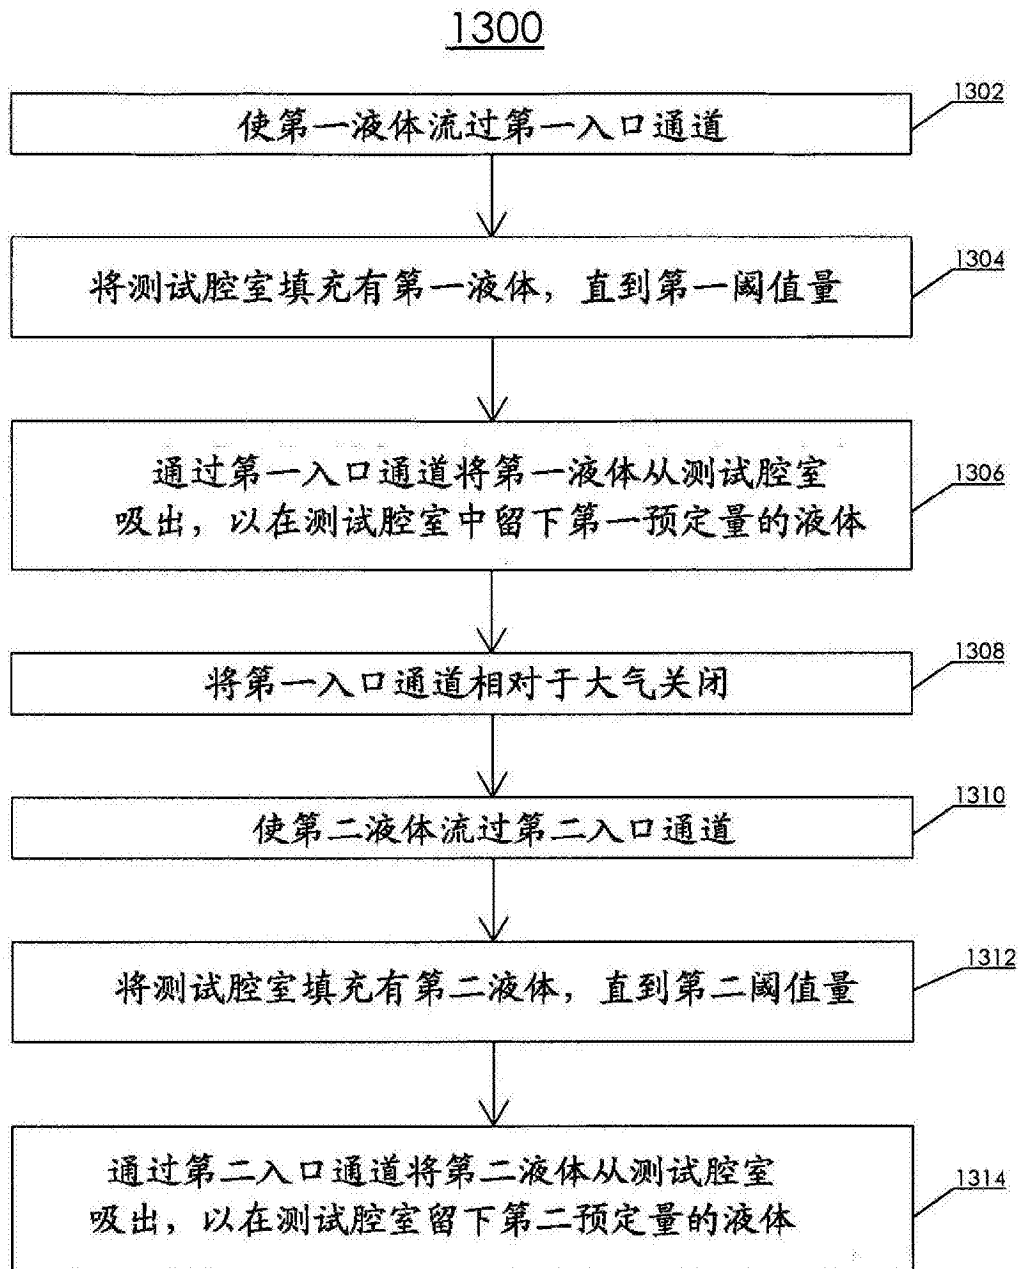 1300
1302
使第一液体流过第一入口通道
1304
将测试腔室填充有第一液体，直到第一阈值量
1306
通过第一入口通道将第一液体从测试腔室
吸出，以在测试腔室中留下第一预定量的液体
1308
将第一入口通道相对于大气关闭
1310
使第二液体流过第二入口通道
1312
将测试腔室填充有第二液体，直到第二阈值量
1314
通过第二入口通道将第二液体从测试腔室
吸出，以在测试腔室留下第二预定量的液体